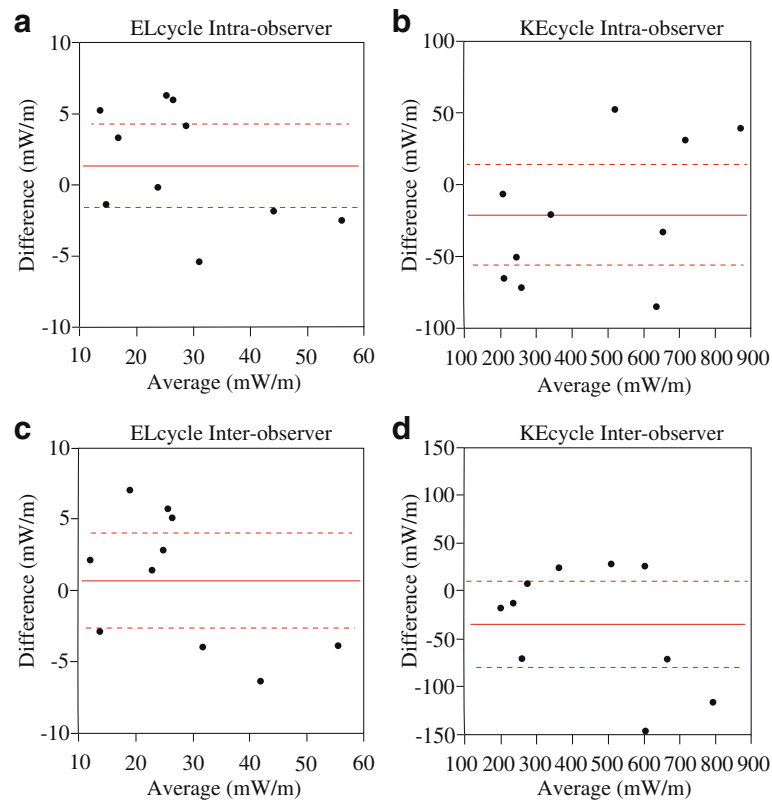 a
ELcycle Intra-observer
10
5
0
-5
-10
Difference (mW/m)
10 20 30 40 50 60
Average (mW/m)
b
KEcycle Intra-observer
100
50
0
-50
-100
Difference (mW/m)
100 200 300 400 500 600 700 800 900
Average (mW/m)
c
ELcycle Inter-observer
10
5
0
-5
-10
Difference (mW/m)
10 20 30 40 50 60
Average (mW/m)
d
KEcycle Inter-observer
150
100
50
0
-50
-100
-150
Difference (mW/m)
100 200 300 400 500 600 700 800 900
Average (mW/m)